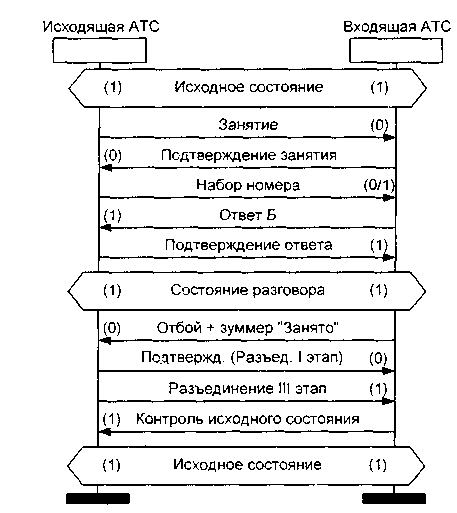 Исходящая АТС Входящая АТС
(1) Исходное состояние (1)
Занятие (0)
(0) Подтверждение занятия
Набор номера (0/1)
(1) Ответ Б
Подтверждение ответа (1)
(1) Состояние разговора (1)
(0) Отбой + зуммер "Занято"
Подтвержд. (Разъед. I этап) (0)
Разъединение III этап (1)
(1) Контроль исходного состояния
(1) Исходное состояние (1)